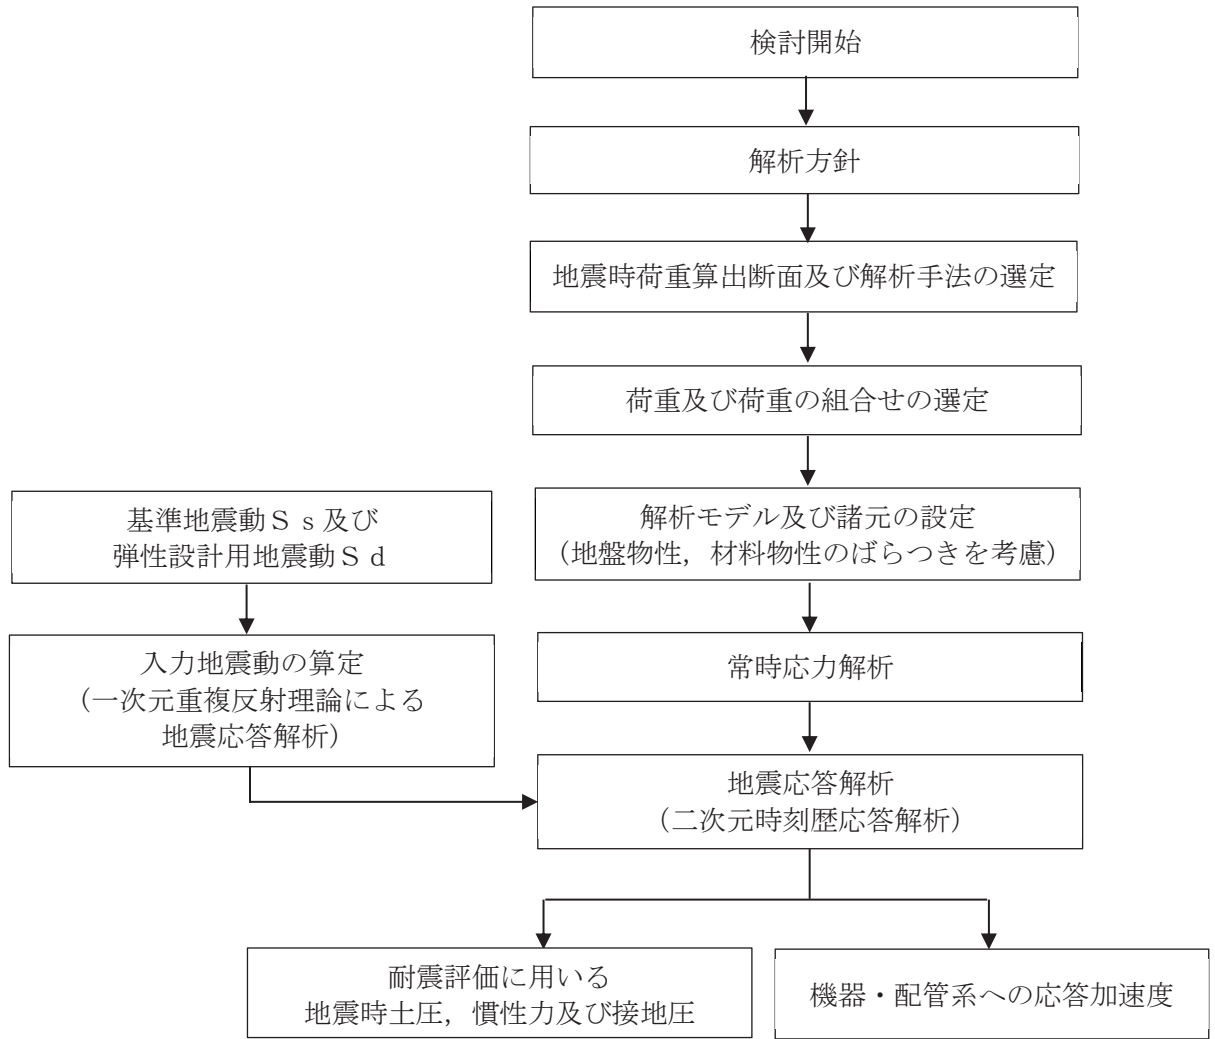 検討開始
解析方針
地震時荷重算出断面及び解析手法の選定
荷重及び荷重の組合せの選定
基準地震動Ｓｓ及び
弾性設計用地震動Ｓｄ
解析モデル及び諸元の設定
（地盤物性，材料物性のばらつきを考慮）
入力地震動の算定
（一次元重複反射理論による
地震応答解析）
常時応力解析
地震応答解析
（二次元時刻歴応答解析）
耐震評価に用いる
地震時土圧，慣性力及び接地圧
機器・配管系への応答加速度